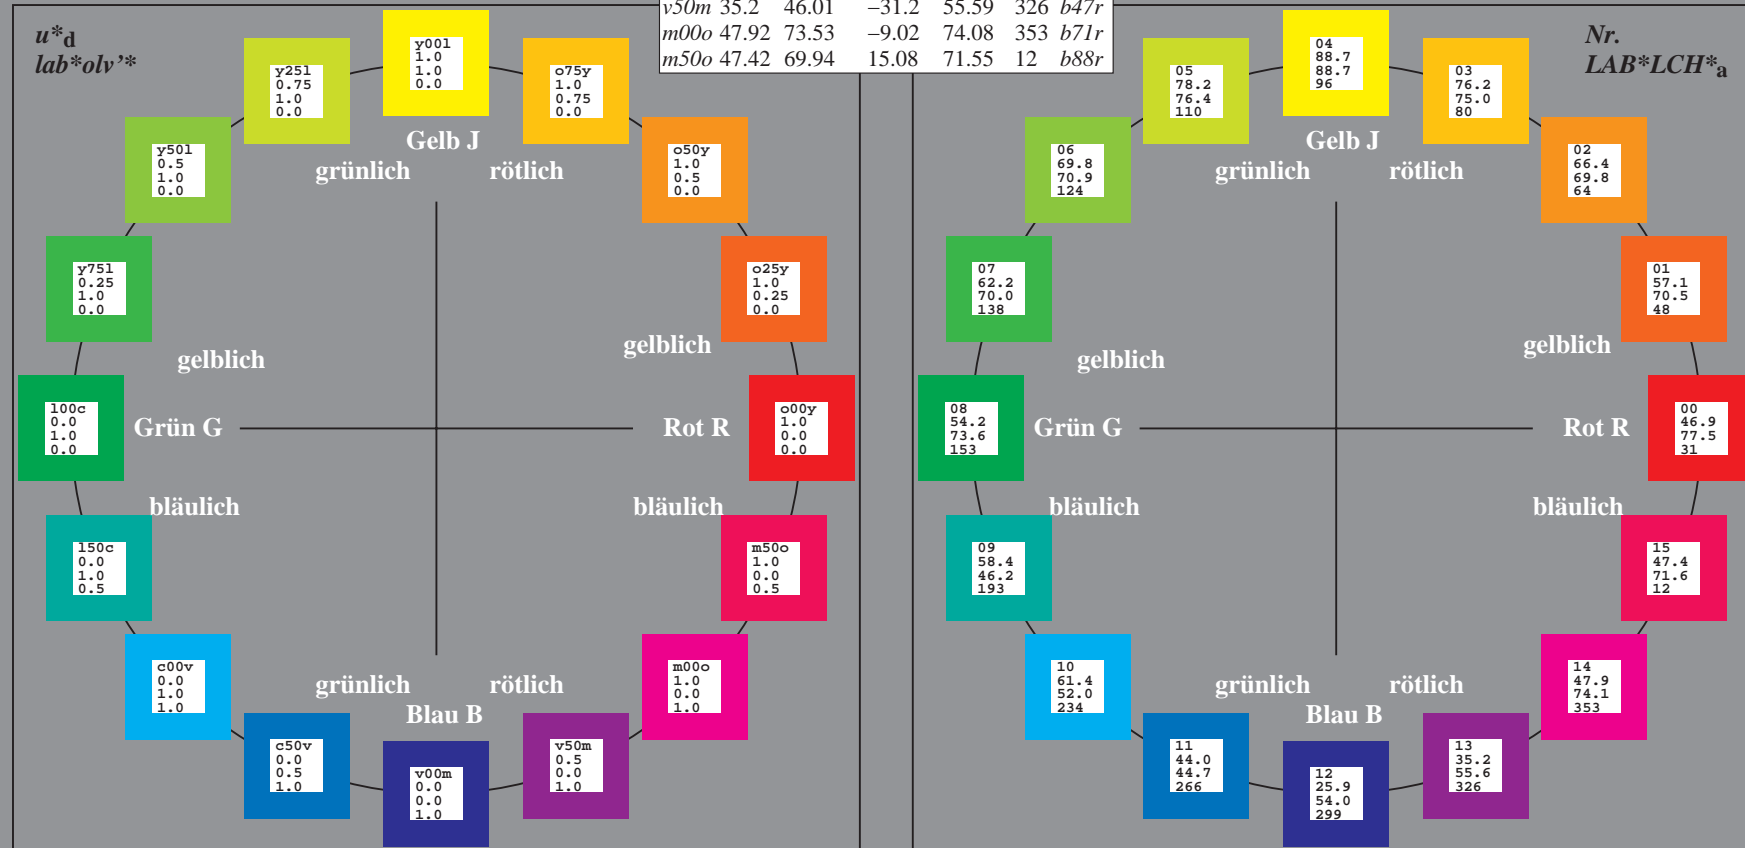 v50m 35.2 46.01 −31.2 55.59 326 b47r
m00o 47.92 73.53 −9.02 74.08 353 b71r
m50o 47.42 69.94 15.08 71.55 12 b88r
u*d
lab*olv'*
y00l
1.0
1.0
0.0
y25l
0.75
1.0
0.0
o75y
1.0
0.75
0.0
Gelb J
grünlich rötlich
y50l
0.5
1.0
0.0
o50y
1.0
0.5
0.0
y75l
0.25
1.0
0.0
o25y
1.0
0.25
0.0
gelblich
gelblich
l00c
0.0
1.0
0.0
Grün G
Rot R
o00y
1.0
0.0
0.0
bläulich
bläulich
l50c
0.0
1.0
0.5
m50o
1.0
0.0
0.5
c00v
0.0
1.0
1.0
m00o
1.0
0.0
1.0
grünlich rötlich
Blau B
c50v
0.0
0.5
1.0
v00m
0.0
0.0
1.0
v50m
0.5
0.0
1.0
Nr.
LAB*LCH*a
04
88.7
88.7
96
05
78.2
76.4
110
03
76.2
75.0
80
Gelb J
grünlich rötlich
06
69.8
70.9
124
02
66.4
69.8
64
07
62.2
70.0
138
01
57.1
70.5
48
gelblich
gelblich
08
54.2
73.6
153
Grün G
Rot R
00
46.9
77.5
31
bläulich
bläulich
09
58.4
46.2
193
15
47.4
71.6
12
10
61.4
52.0
234
14
47.9
74.1
353
grünlich rötlich
Blau B
11
44.0
44.7
266
12
25.9
54.0
299
13
35.2
55.6
326